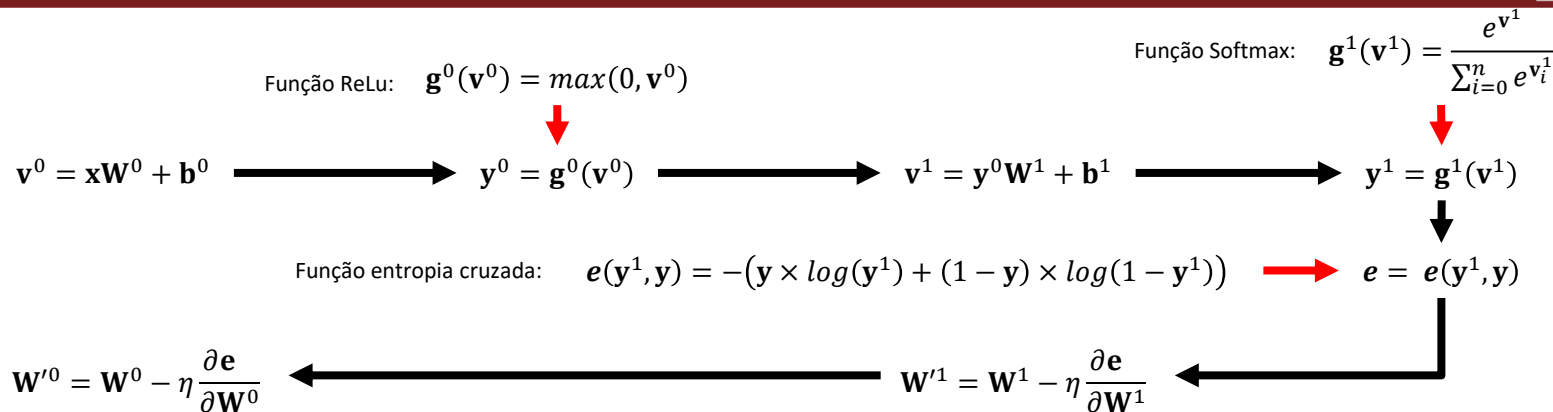 Função Softmax: g¹(v¹) = e^{v¹} / ∑_{i=0}^{n} e^{v_i^1}
Função ReLu: g⁰(v⁰) = max(0, v⁰)
v⁰ = xW⁰ + b⁰ y⁰ = g⁰(v⁰) v¹ = y⁰W¹ + b¹ y¹ = g¹(v¹)
Função entropia cruzada: e(y¹, y) = −(y × log(y¹) + (1 − y) × log(1 − y¹)) e = e(y¹, y)
W′⁰ = W⁰ − η ∂e/∂W⁰ W′¹ = W¹ − η ∂e/∂W¹